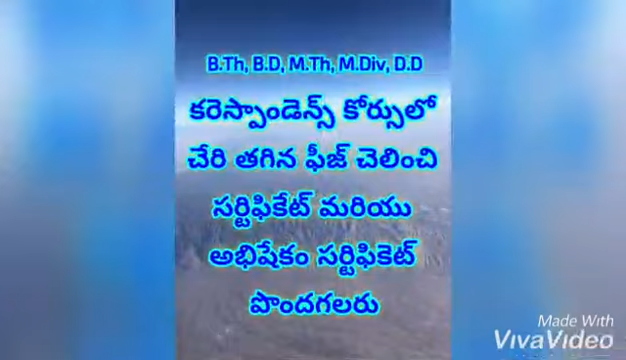 B.Th, B.D, M.Th, M.Div, D.D
కరెస్పాండెన్స్ కోర్సులో
చేరి తగిన ఫీజ్ చెలించి
సర్టిఫికేట్ మరియు
అభిషేకం సర్టిఫికెట్
పొందగలరు
Made With
VivaVideo